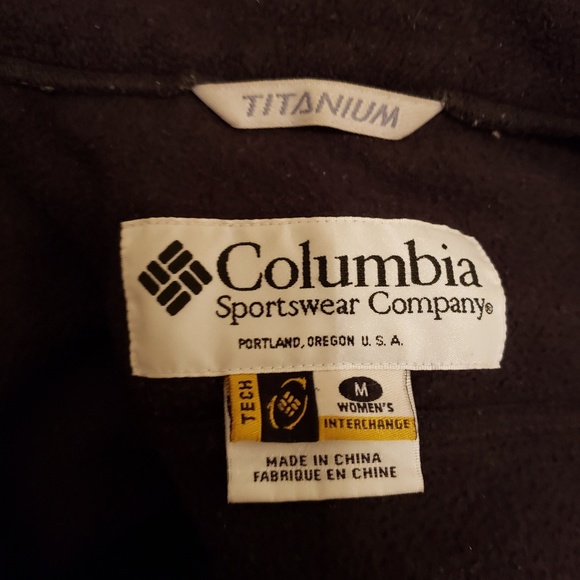 TITANIUM
Columbia
Sportswear Company®
PORTLAND, OREGON U.S.A.
TECH
M
WOMEN'S
INTERCHANGE
MADE IN CHINA
FABRIQUE EN CHINE